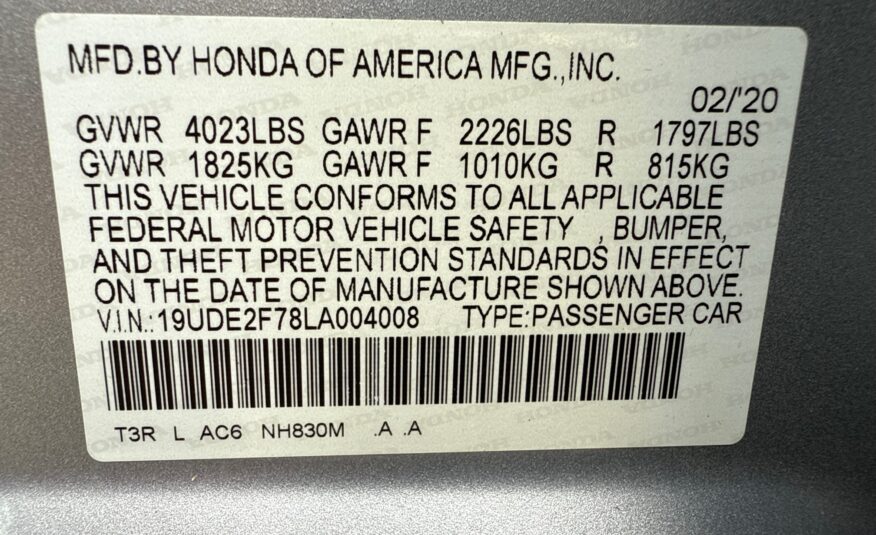 MFD.BY HONDA OF AMERICA MFG.,INC.
02/'20
GVWR 4023LBS GAWR F 2226LBS R 1797LBS
GVWR 1825KG GAWR F 1010KG R 815KG
THIS VEHICLE CONFORMS TO ALL APPLICABLE
FEDERAL MOTOR VEHICLE SAFETY , BUMPER,
AND THEFT PREVENTION STANDARDS IN EFFECT
ON THE DATE OF MANUFACTURE SHOWN ABOVE.
V.I.N.:19UDE2F78LA004008 TYPE:PASSENGER CAR
T3R L AC6 NH830M .A .A